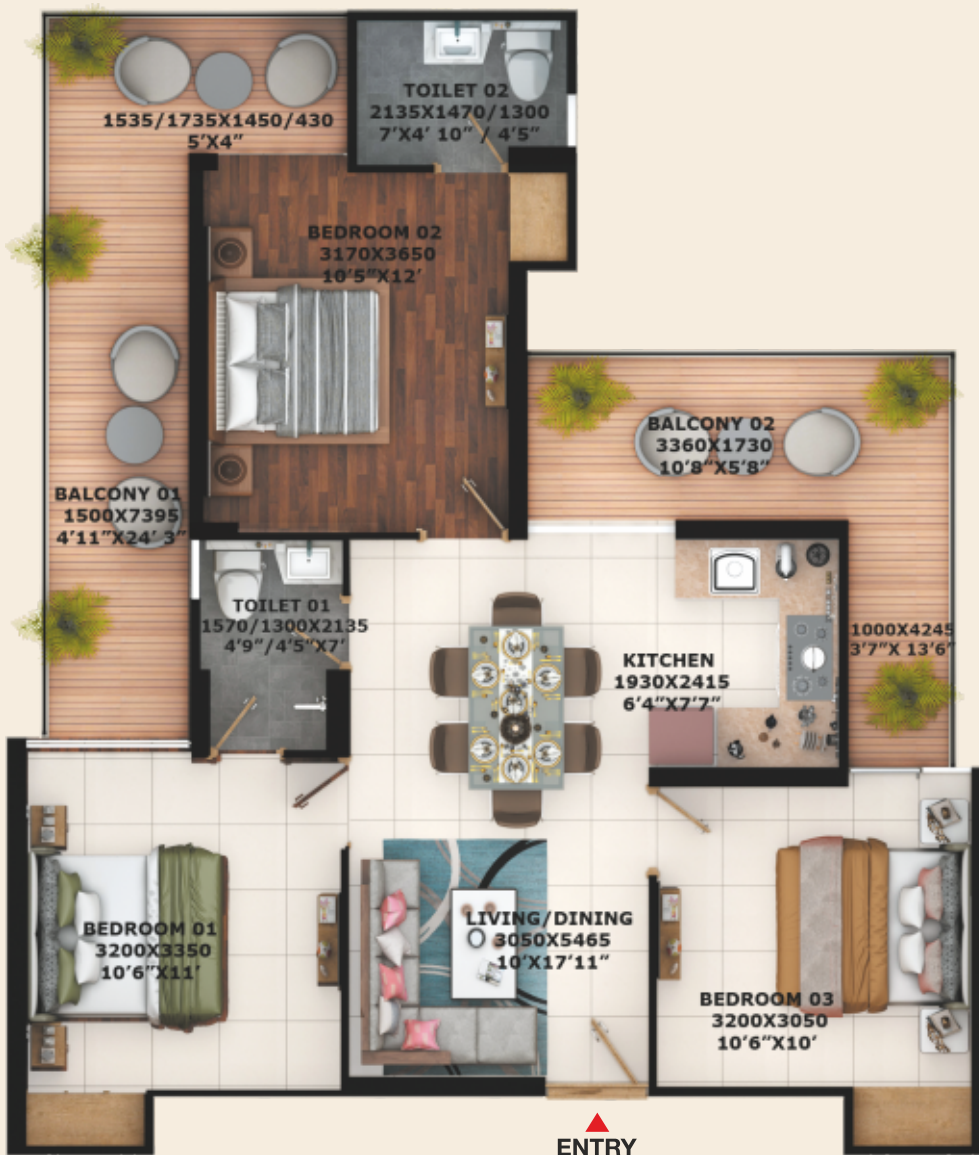 TOILET 02
2135X1470/1300
7’X4’ 10” / 4’5”
1535/1735X1450/430
5’X4”
BEDROOM 02
3170X3650
10’5”X12’
BALCONY 02
3360X1730
10’8”X5’8”
BALCONY 01
1500X7395
4’11”X24’ 3”
TOILET 01
1570/1300X2135
4’9”/4’5”X7’
KITCHEN
1930X2415
6’4”X7’7”
1000X4245
3’7”X 13’6”
BEDROOM 01
3200X3350
10’6”X11’
LIVING/DINING
3050X5465
10’X17’11”
BEDROOM 03
3200X3050
10’6”X10’
ENTRY